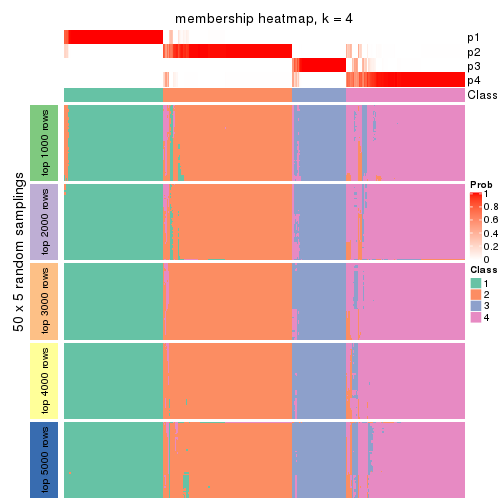 membership heatmap, k = 4
p1
p2
p3
p4
Class
50 x 5 random samplings
top 1000 rows
top 2000 rows
top 3000 rows
top 4000 rows
top 5000 rows
Prob
1
0.8
0.6
0.4
0.2
0
Class
1
2
3
4